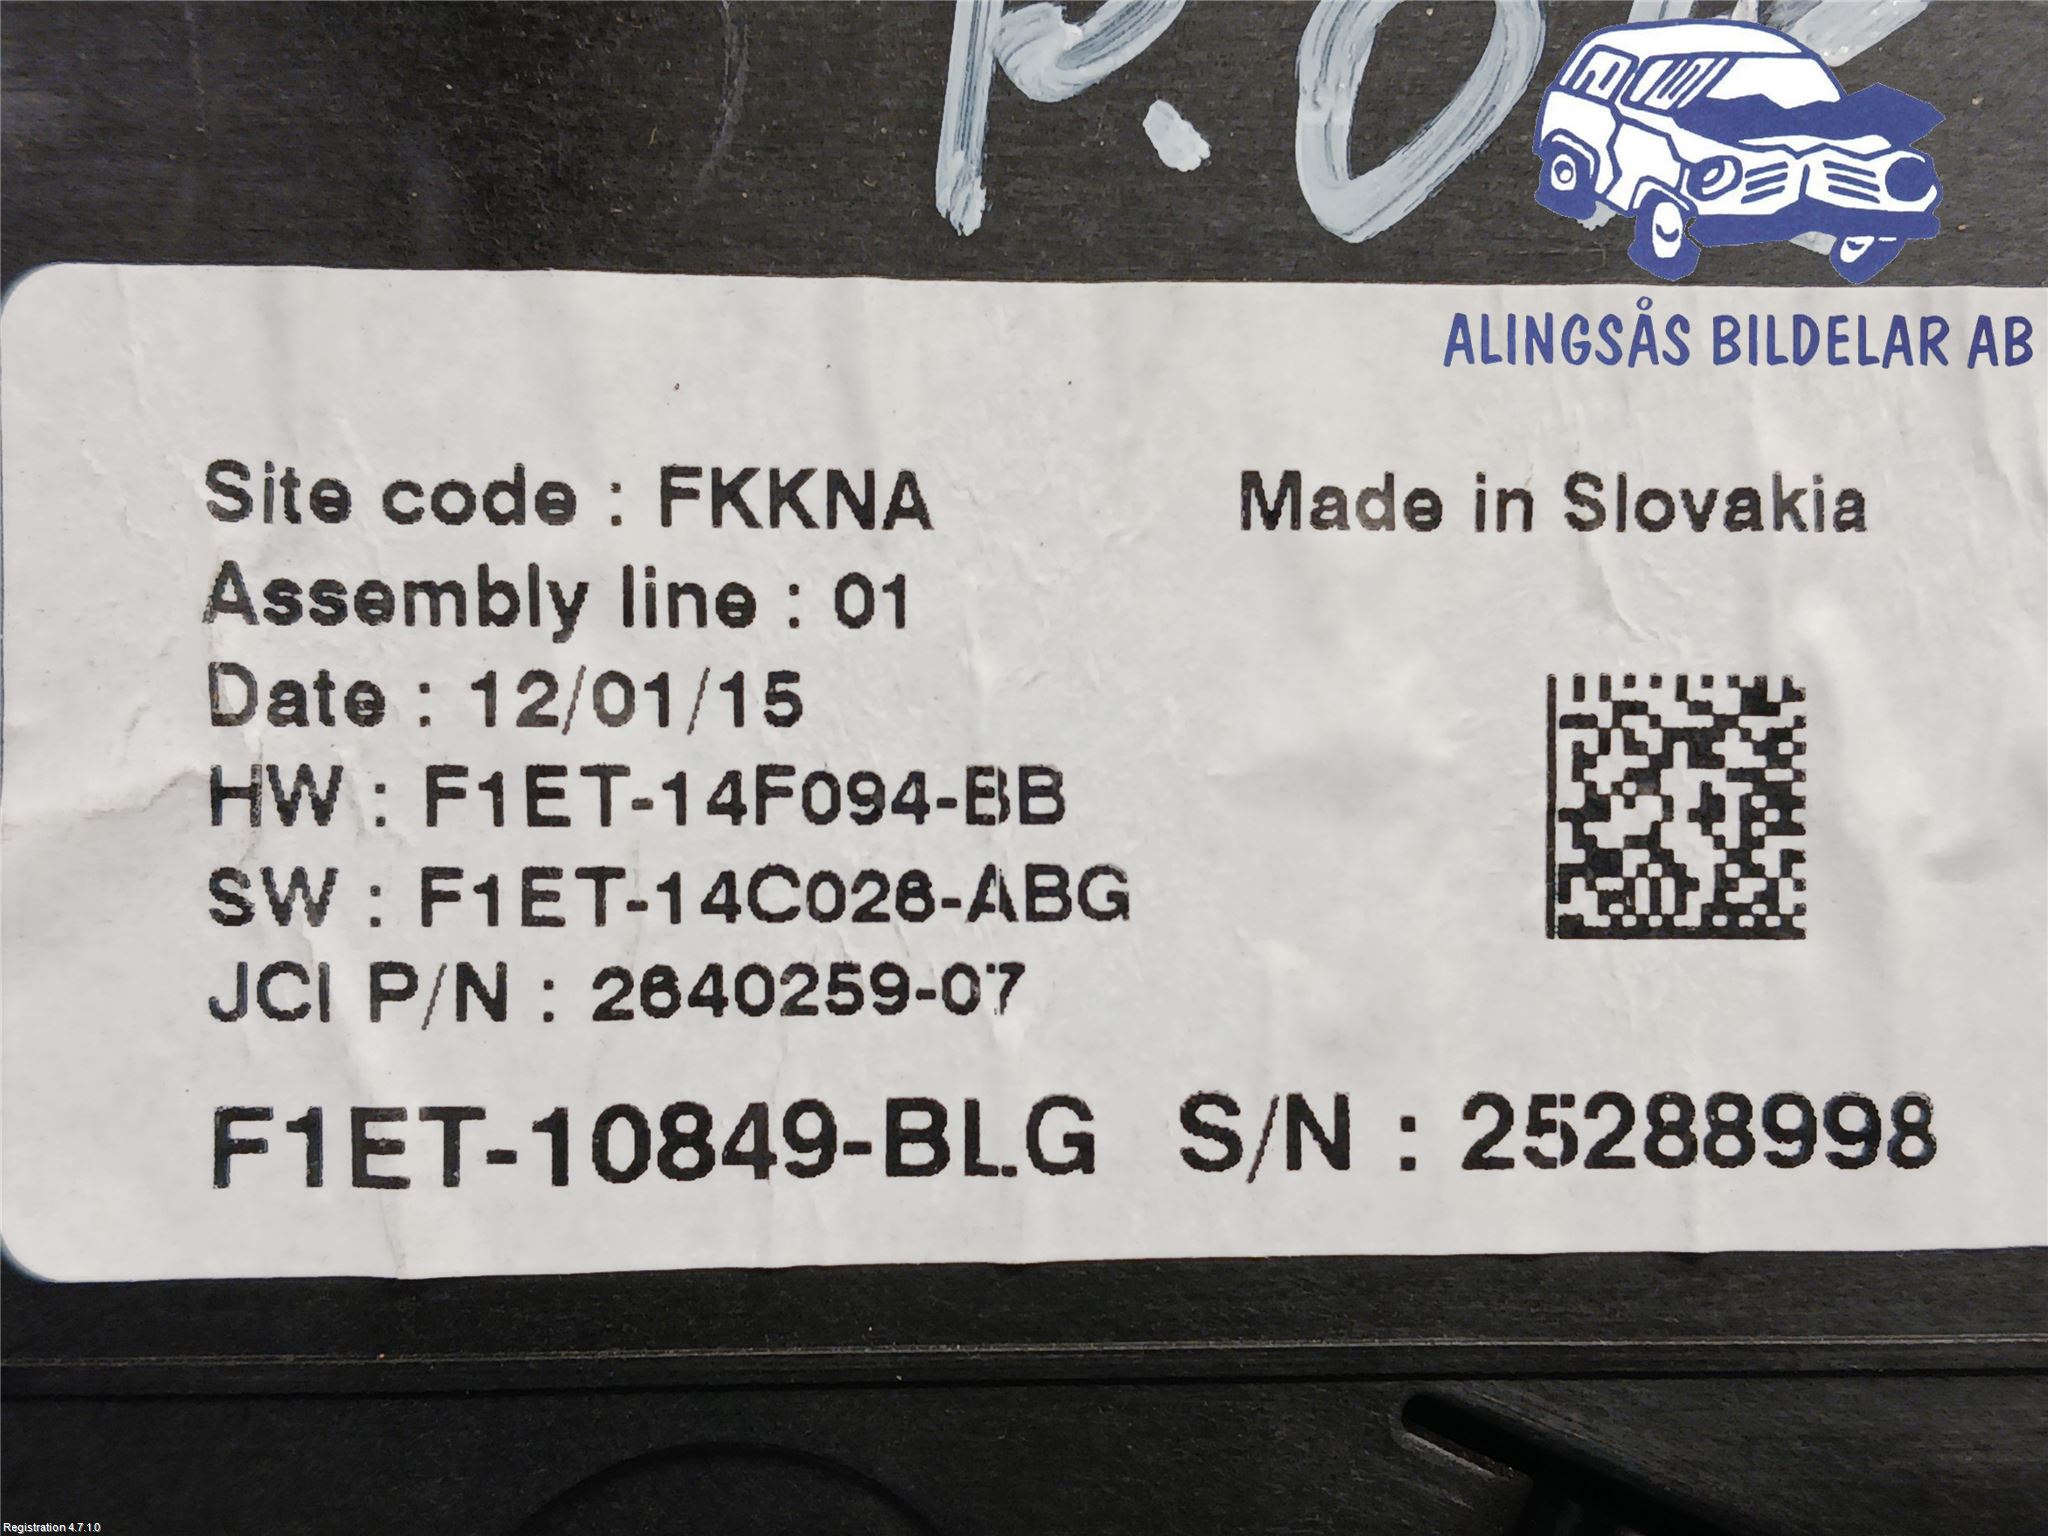 ALINGSÅS BILDELAR AB
Site code : FKKNA
Made in Slovakia
Assembly line : 01
Date : 12/01/15
HW : F1ET-14F094-BB
SW : F1ET-14C026-ABG
JCI P/N : 2640259-07
F1ET-10849-BLG S/N : 25288998
Registration 4.7.1.0